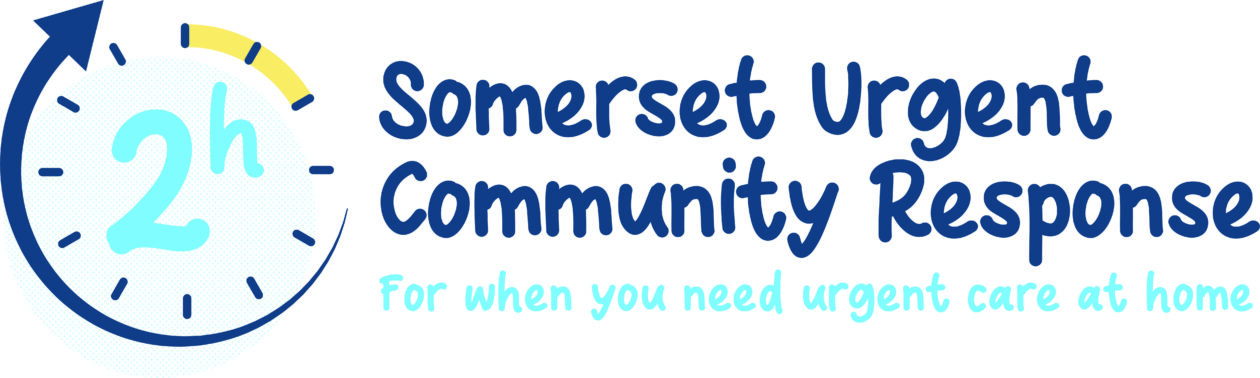 2h
Somerset Urgent
Community Response
For when you need urgent care at home